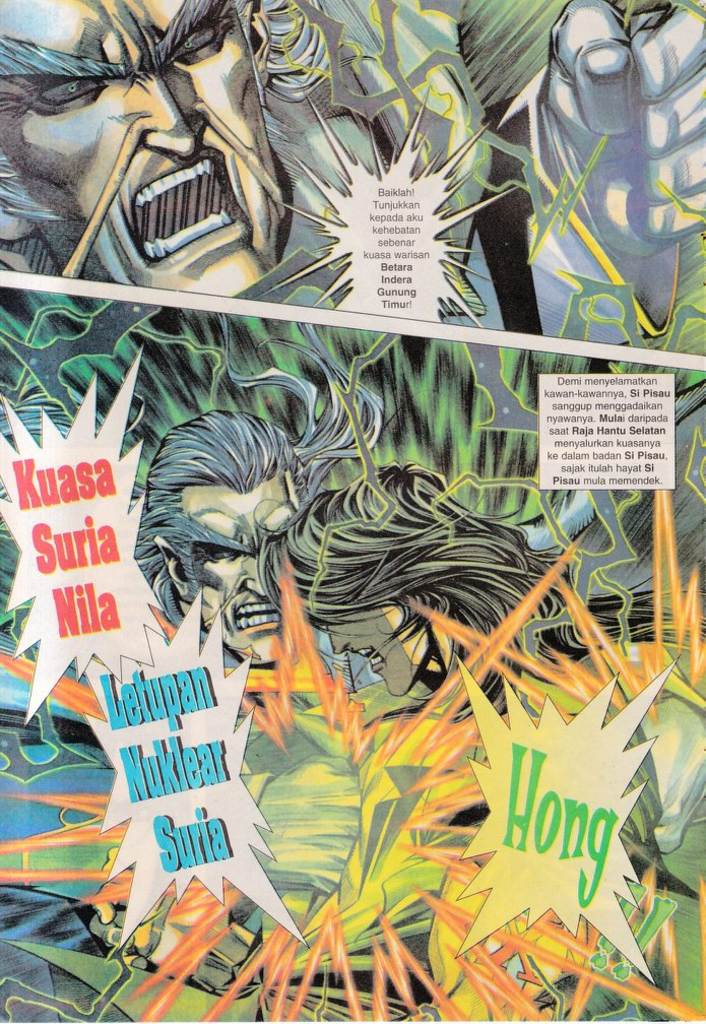 Baiklah!
Tunjukkan
kepada aku
kehebatan
sebenar
kuasa warisan
Betara
Indera
Gunung
Timur!
Demi menyelamatkan
kawan-kawannya, Si Pisau
sanggup menggadaikan
nyawanya. Mulai daripada
saat Raja Hantu Selatan
menyalurkan kuasanya
ke dalam badan Si Pisau,
sejak itulah hayat Si
Pisau mula memendek.
Kuasa
Suria
Nila
Letupan
Nuklear
Suria
Hong
!!